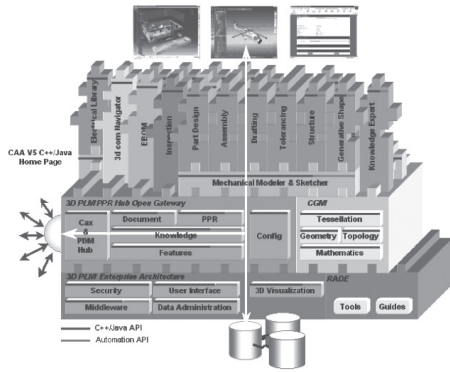 Electrical Library
3d com Navigator
EBOM
Inspection
Part Design
Assembly
Drafting
Tolerancing
Structure
Generative Shape
Knowledge Expert
CAA V5 C++/Java
Home Page
Mechanical Modeler & Sketcher
3D PLM PPR Hub Open Gateway
CGM
Cax
&
PDM
Hub
Document
PPR
Knowledge
Features
Config
Tessellation
Geometry
Topology
Mathematics
3D PLM Enterprise Architecture
RADE
Security
User Interface
3D Visualization
Middleware
Data Administration
Tools
Guides
C++/Java API
Automation API